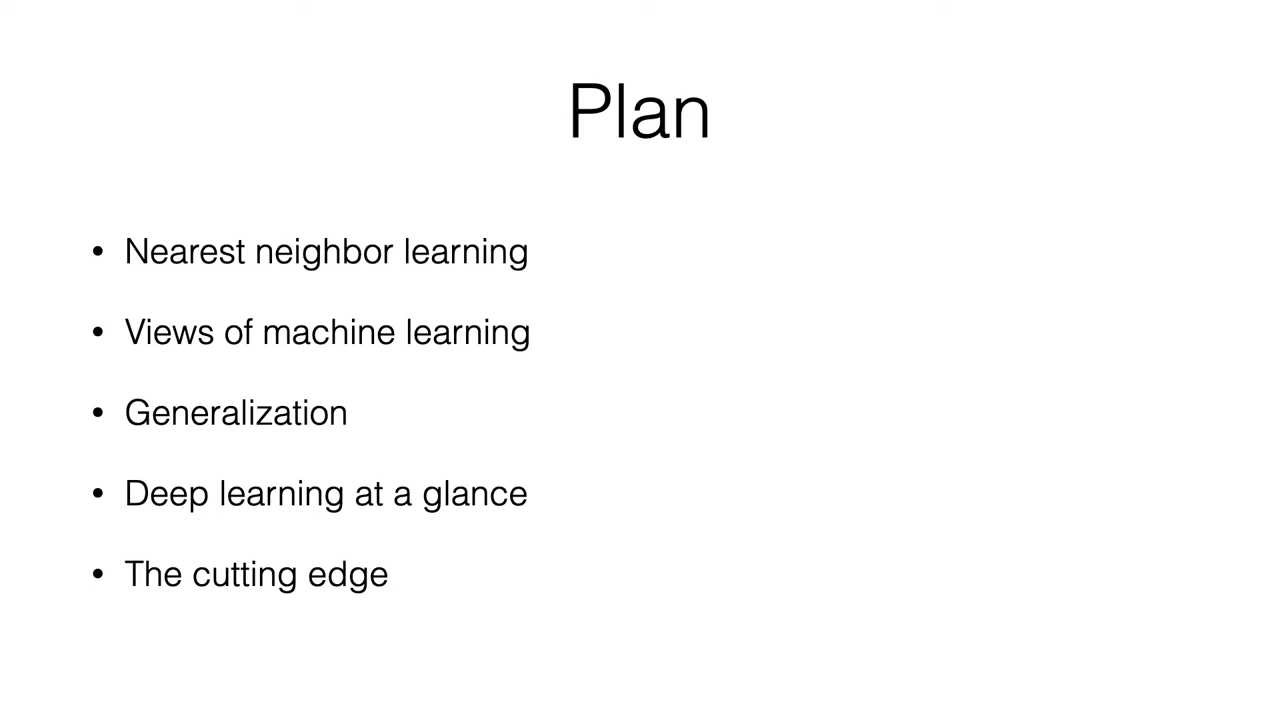 Plan
• Nearest neighbor learning
• Views of machine learning
• Generalization
• Deep learning at a glance
• The cutting edge